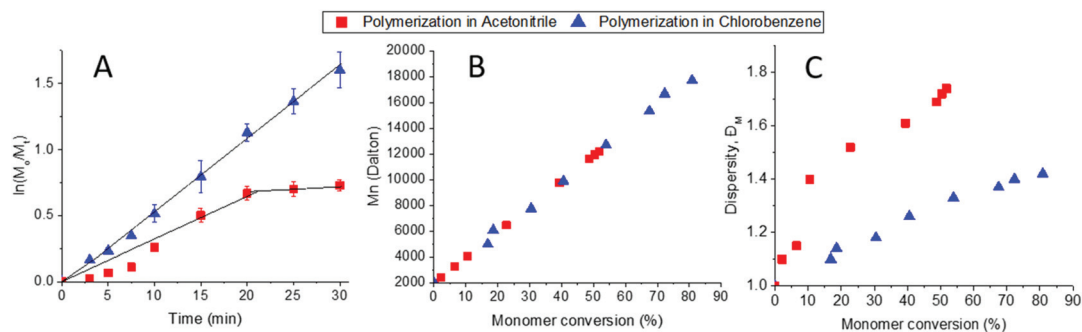 Polymerization in Acetonitrile Polymerization in Chlorobenzene
A
ln(M₀/Mₜ)
1.5
1.0
0.5
0.0
0 5 10 15 20 25 30
Time (min)
B
Mn (Dalton)
20000
18000
16000
14000
12000
10000
8000
6000
4000
2000
0 10 20 30 40 50 60 70 80 90
Monomer conversion (%)
C
Dispersity, Đ_M
1.8
1.6
1.4
1.2
1.0
0 10 20 30 40 50 60 70 80 90
Monomer conversion (%)